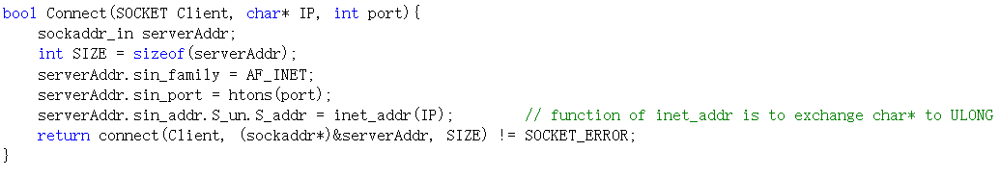 bool Connect(SOCKET Client, char* IP, int port){
    sockaddr_in serverAddr;
    int SIZE = sizeof(serverAddr);
    serverAddr.sin_family = AF_INET;
    serverAddr.sin_port = htons(port);
    serverAddr.sin_addr.S_un.S_addr = inet_addr(IP);        // function of inet_addr is to exchange char* to ULONG
    return connect(Client, (sockaddr*)&serverAddr, SIZE) != SOCKET_ERROR;
}